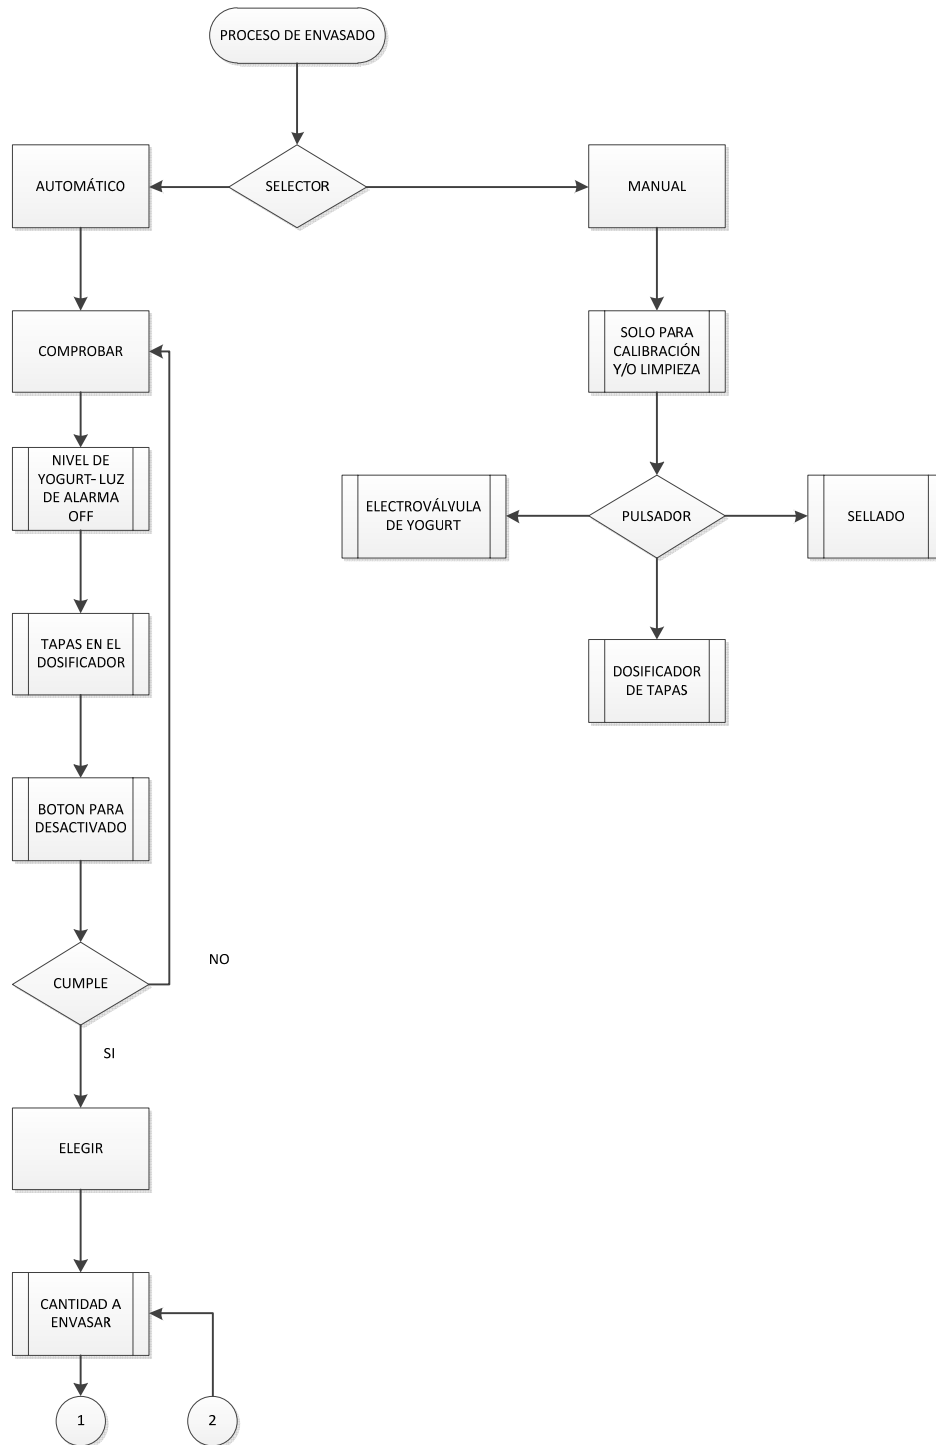 PROCESO DE ENVASADO
AUTOMÁTICO
SELECTOR
MANUAL
COMPROBAR
SOLO PARA
CALIBRACIÓN
Y/O LIMPIEZA
NIVEL DE
YOGURT-LUZ
DE ALARMA
OFF
ELECTROVÁLVULA
DE YOGURT
PULSADOR
SELLADO
TAPAS EN EL
DOSIFICADOR
DOSIFICADOR
DE TAPAS
BOTON PARA
DESACTIVADO
CUMPLE
NO
SI
ELEGIR
CANTIDAD A
ENVASAR
1
2